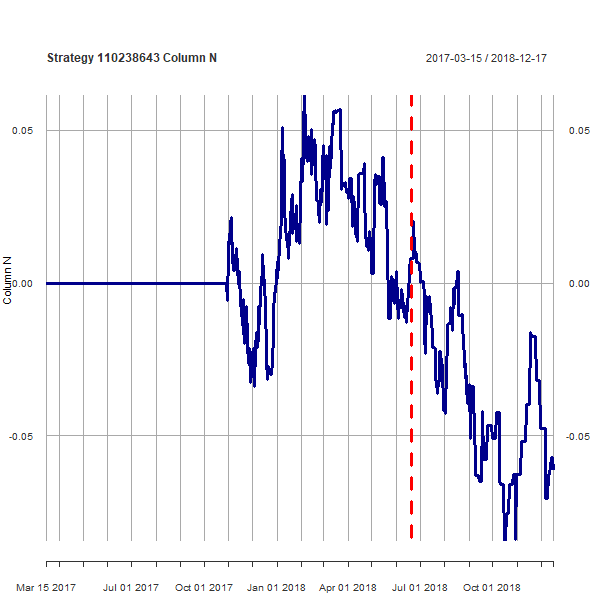 Strategy 110238643 Column N
2017-03-15 / 2018-12-17
0.05
0.05
0.00
0.00
-0.05
-0.05
Column N
Mar 15 2017
Jul 01 2017
Oct 01 2017
Jan 01 2018
Apr 01 2018
Jul 01 2018
Oct 01 2018